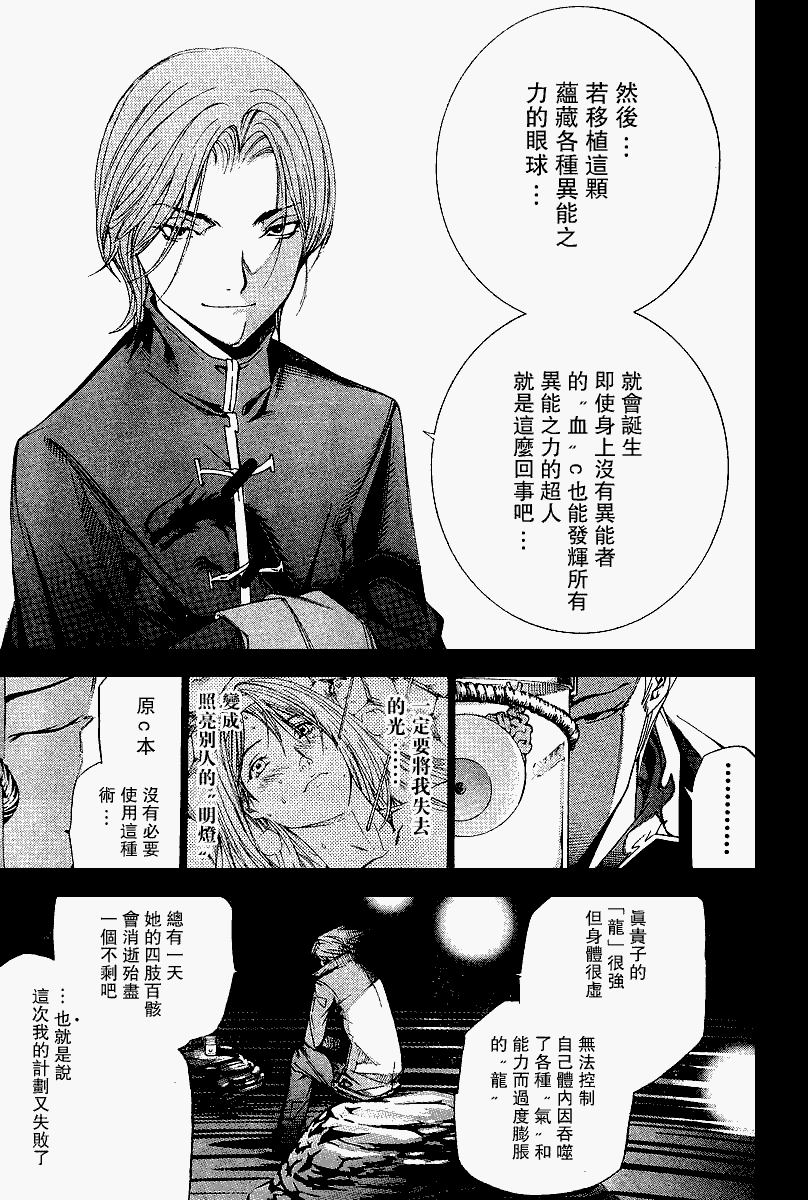 然後…
若移植這顆
蘊藏各種異能之
力的眼球…
就會誕生
即使身上沒有異能者
的〝血〞c也能發輝所有
異能之力的超人
就是這麼回事吧…
………
一定要將我失去
的光……
變成
照亮別人的〝明燈〞
原c本
沒有必要
使用這種
術…
眞貴子的
「龍」很強
但身體很虛
無法控制
自己體內因吞噬
了各種〝氣〞和
能力而過度膨脹
的〝龍〞
總有一天
她的四肢百骸
會消逝殆盡
一個不剩吧
…也就是說
這次我的計劃又失敗了